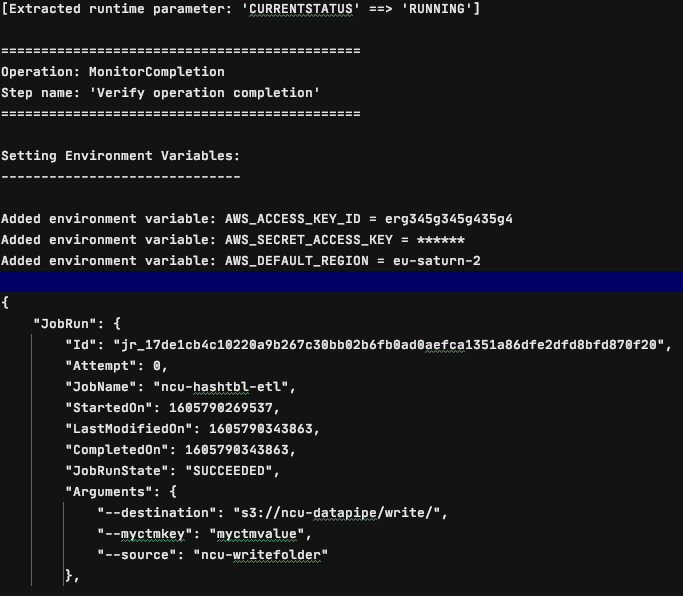 [Extracted runtime parameter: 'CURRENTSTATUS' ==> 'RUNNING']
=============================================
Operation: MonitorCompletion
Step name: 'Verify operation completion'
=============================================
Setting Environment Variables:
------------------------------
Added environment variable: AWS_ACCESS_KEY_ID = erg345g345g435g4
Added environment variable: AWS_SECRET_ACCESS_KEY = ******
Added environment variable: AWS_DEFAULT_REGION = eu-saturn-2
{
    "JobRun": {
        "Id": "jr_17de1cb4c10220a9b267c30bb02b6fb0ad0aefca1351a86dfe2dfd8bfd870f20",
        "Attempt": 0,
        "JobName": "ncu-hashtbl-etl",
        "StartedOn": 1605790269537,
        "LastModifiedOn": 1605790343863,
        "CompletedOn": 1605790343863,
        "JobRunState": "SUCCEEDED",
        "Arguments": {
            "--destination": "s3://ncu-datapipe/write/",
            "--myctmkey": "myctmvalue",
            "--source": "ncu-writefolder"
        },